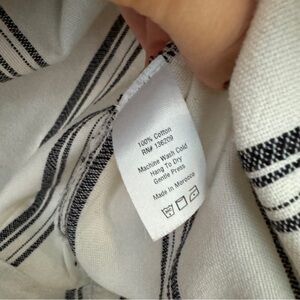 100% Cotton
RN# 136209
Machine Wash Cold
Hang To Dry
Gentle Press
Made in Morocco